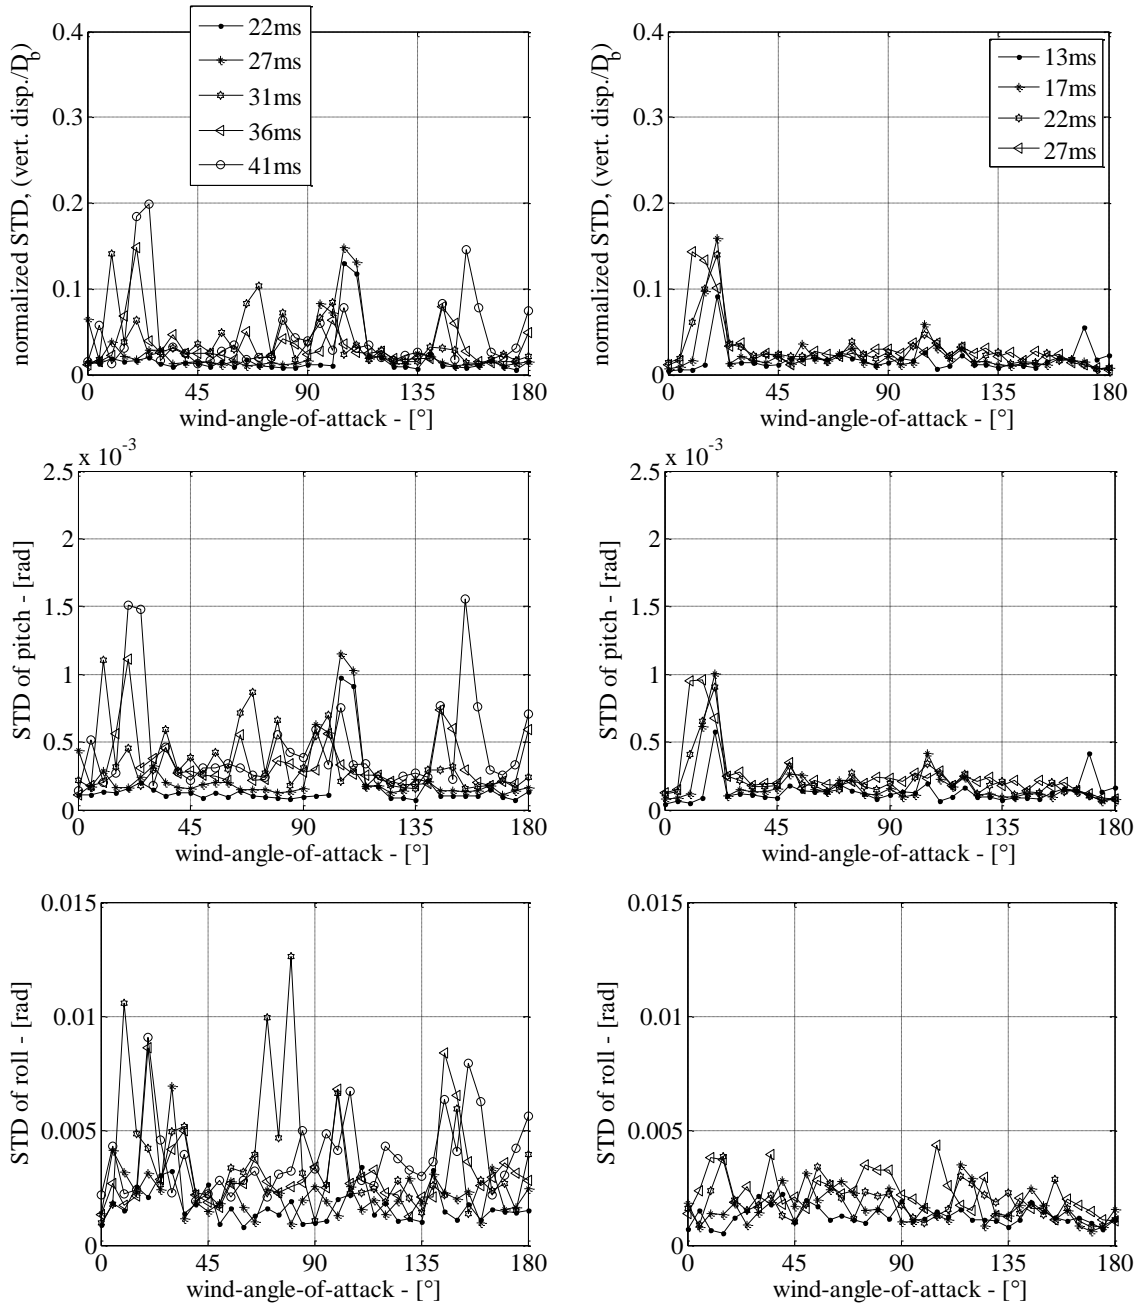 normalized STD, (vert. disp./D_b)
0.4
0.3
0.2
0.1
0
0 45 90 135 180
wind-angle-of-attack - [°]
22ms
27ms
31ms
36ms
41ms
normalized STD, (vert. disp./D_b)
0.4
0.3
0.2
0.1
0
0 45 90 135 180
wind-angle-of-attack - [°]
13ms
17ms
22ms
27ms
x 10^-3
STD of pitch - [rad]
2.5
2
1.5
1
0.5
0
0 45 90 135 180
wind-angle-of-attack - [°]
x 10^-3
STD of pitch - [rad]
2.5
2
1.5
1
0.5
0
0 45 90 135 180
wind-angle-of-attack - [°]
STD of roll - [rad]
0.015
0.01
0.005
0
0 45 90 135 180
wind-angle-of-attack - [°]
STD of roll - [rad]
0.015
0.01
0.005
0
0 45 90 135 180
wind-angle-of-attack - [°]